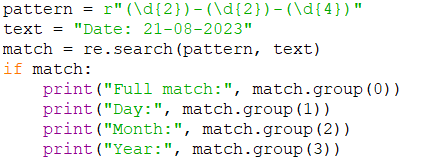 pattern = r"(\d{2})-(\d{2})-(\d{4})"
text = "Date: 21-08-2023"
match = re.search(pattern, text)
if match:
    print("Full match:", match.group(0))
    print("Day:", match.group(1))
    print("Month:", match.group(2))
    print("Year:", match.group(3))